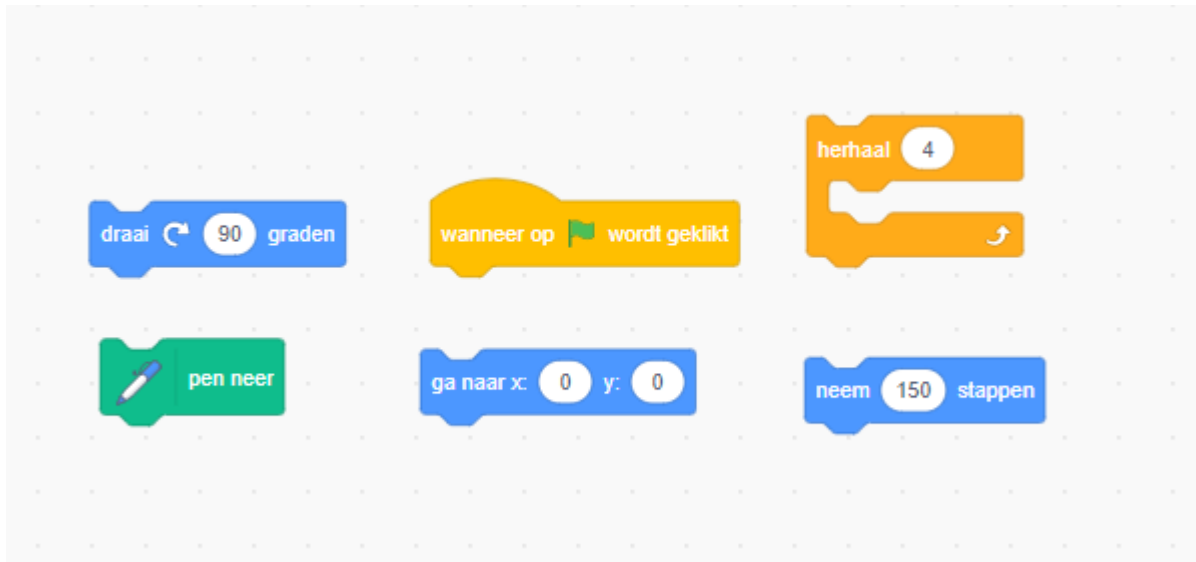 draai 90 graden
wanneer op wordt geklikt
herhaal 4
pen neer
ga naar x: 0 y: 0
neem 150 stappen